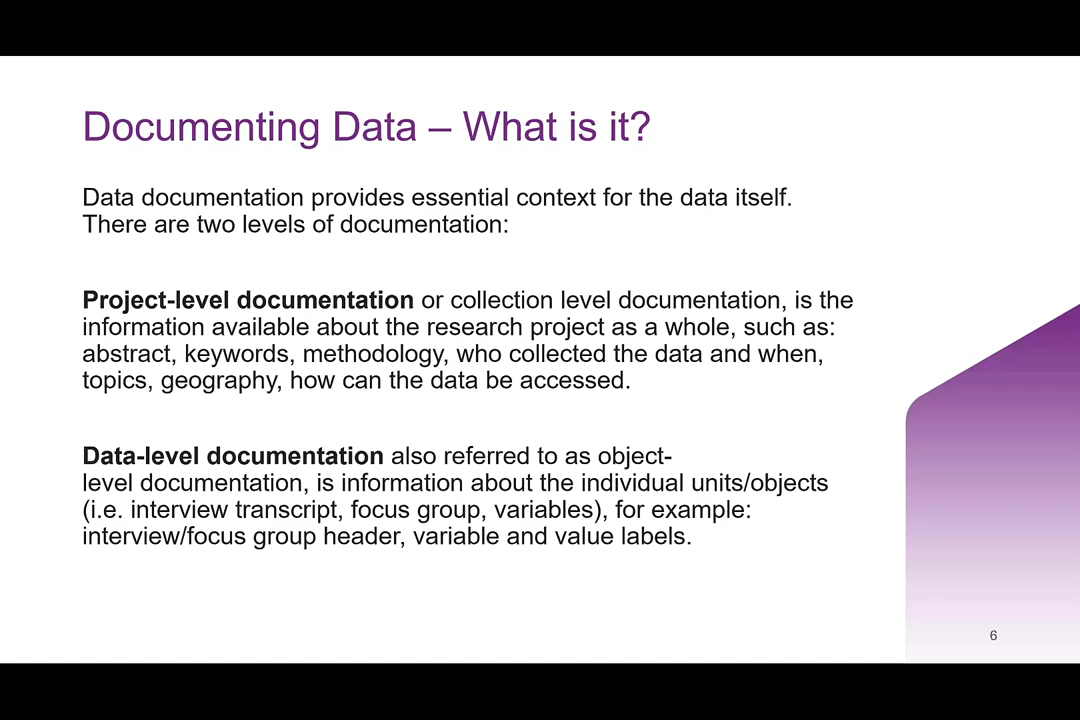 Documenting Data – What is it?
Data documentation provides essential context for the data itself.
There are two levels of documentation:
Project-level documentation or collection level documentation, is the
information available about the research project as a whole, such as:
abstract, keywords, methodology, who collected the data and when,
topics, geography, how can the data be accessed.
Data-level documentation also referred to as object-
level documentation, is information about the individual units/objects
(i.e. interview transcript, focus group, variables), for example:
interview/focus group header, variable and value labels.
6